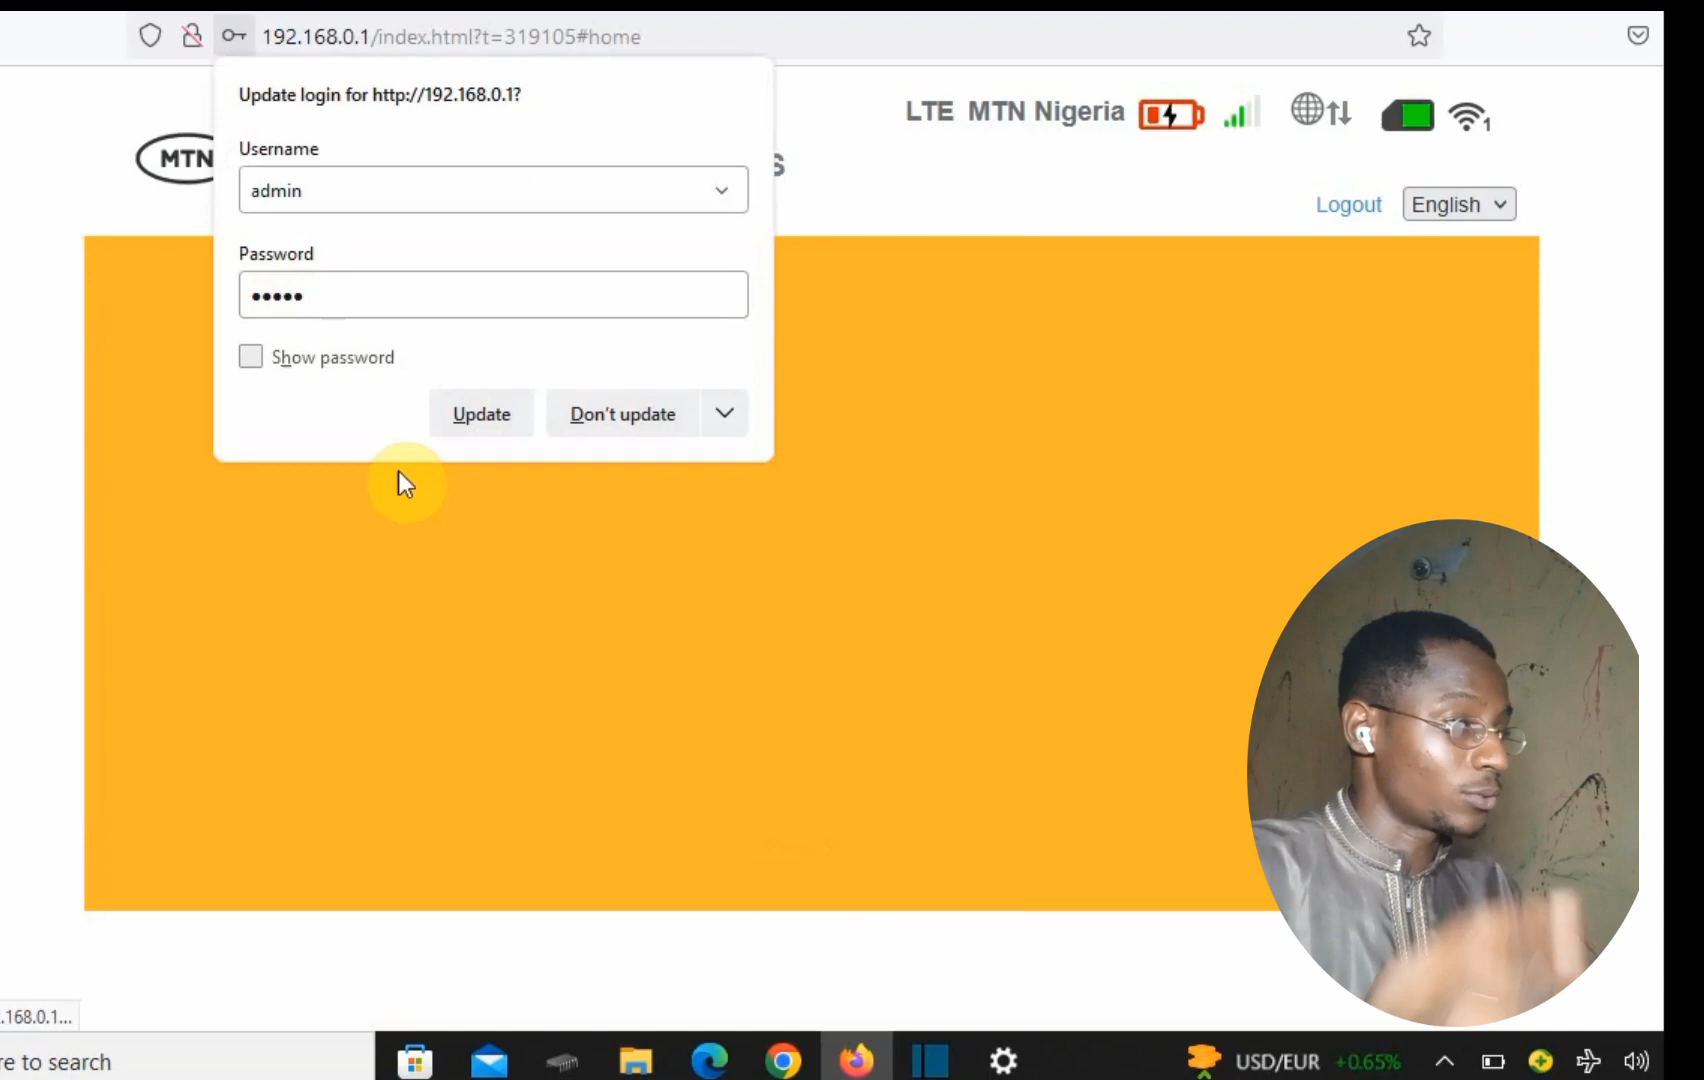 192.168.0.1/index.html?t=319105#home
Update login for http://192.168.0.1?
Username
admin
Password
•••••
Show password
Update
Don't update
LTE MTN Nigeria
1
MTN
s
Logout
English
.168.0.1...
re to search
USD/EUR +0.65%